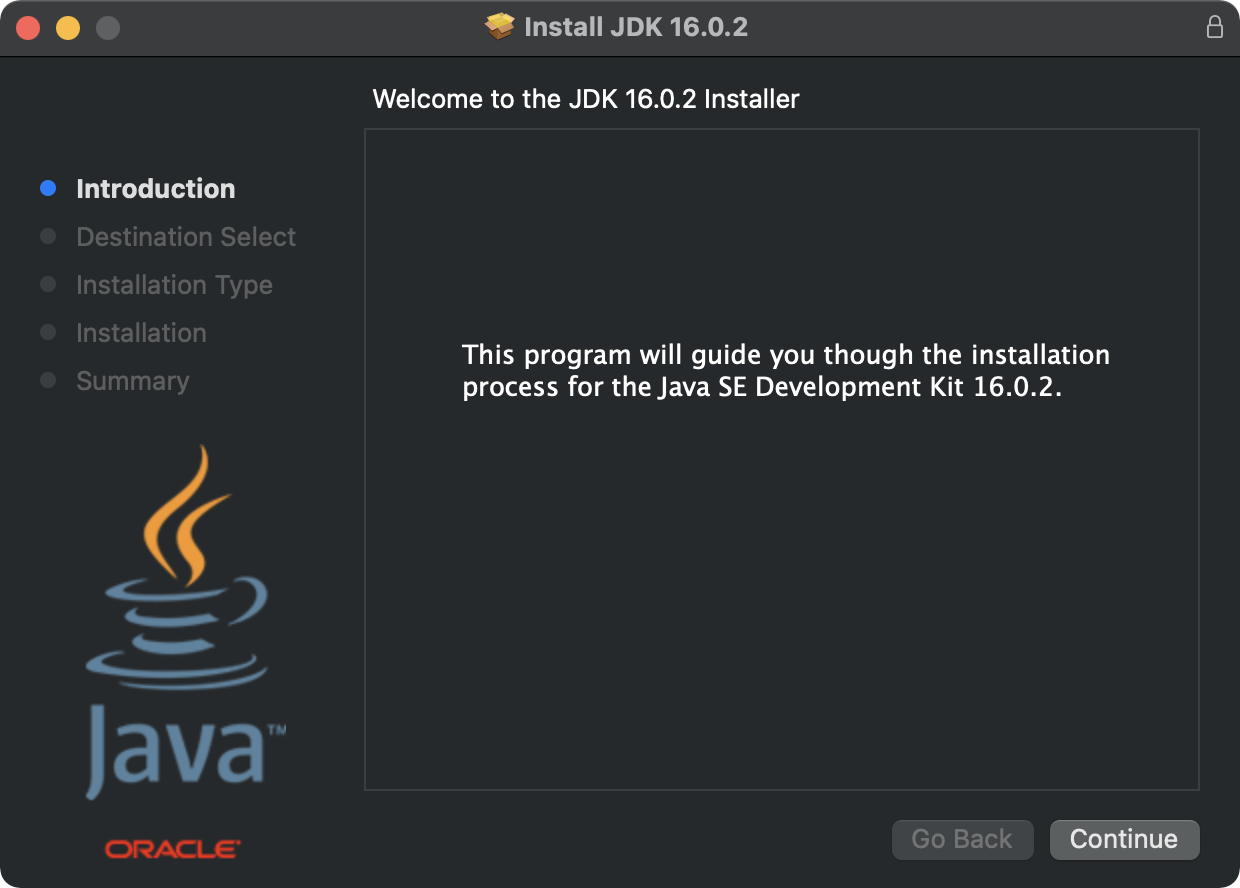 Install JDK 16.0.2
Welcome to the JDK 16.0.2 Installer
Introduction
Destination Select
Installation Type
Installation
Summary
This program will guide you though the installation
process for the Java SE Development Kit 16.0.2.
Java™
ORACLE
Go Back
Continue